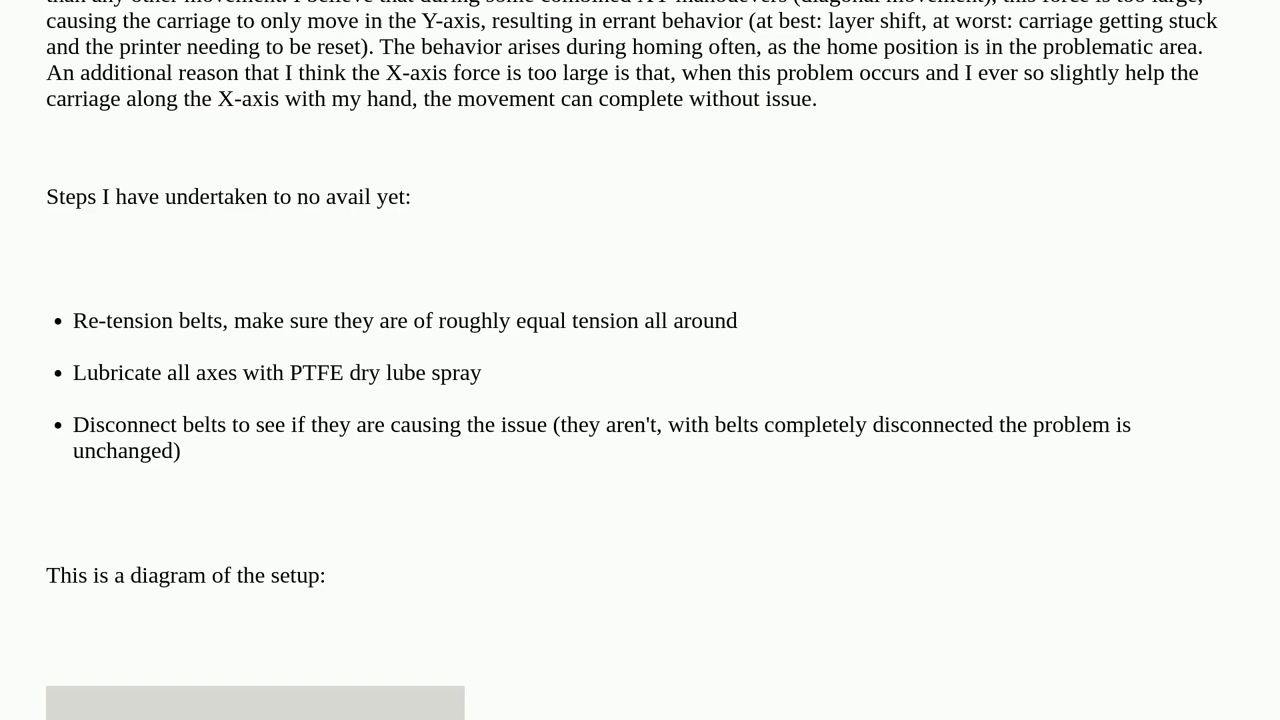 causing the carriage to only move in the Y-axis, resulting in errant behavior (at best: layer shift, at worst: carriage getting stuck
and the printer needing to be reset). The behavior arises during homing often, as the home position is in the problematic area.
An additional reason that I think the X-axis force is too large is that, when this problem occurs and I ever so slightly help the
carriage along the X-axis with my hand, the movement can complete without issue.
Steps I have undertaken to no avail yet:
• Re-tension belts, make sure they are of roughly equal tension all around
• Lubricate all axes with PTFE dry lube spray
• Disconnect belts to see if they are causing the issue (they aren't, with belts completely disconnected the problem is
unchanged)
This is a diagram of the setup: